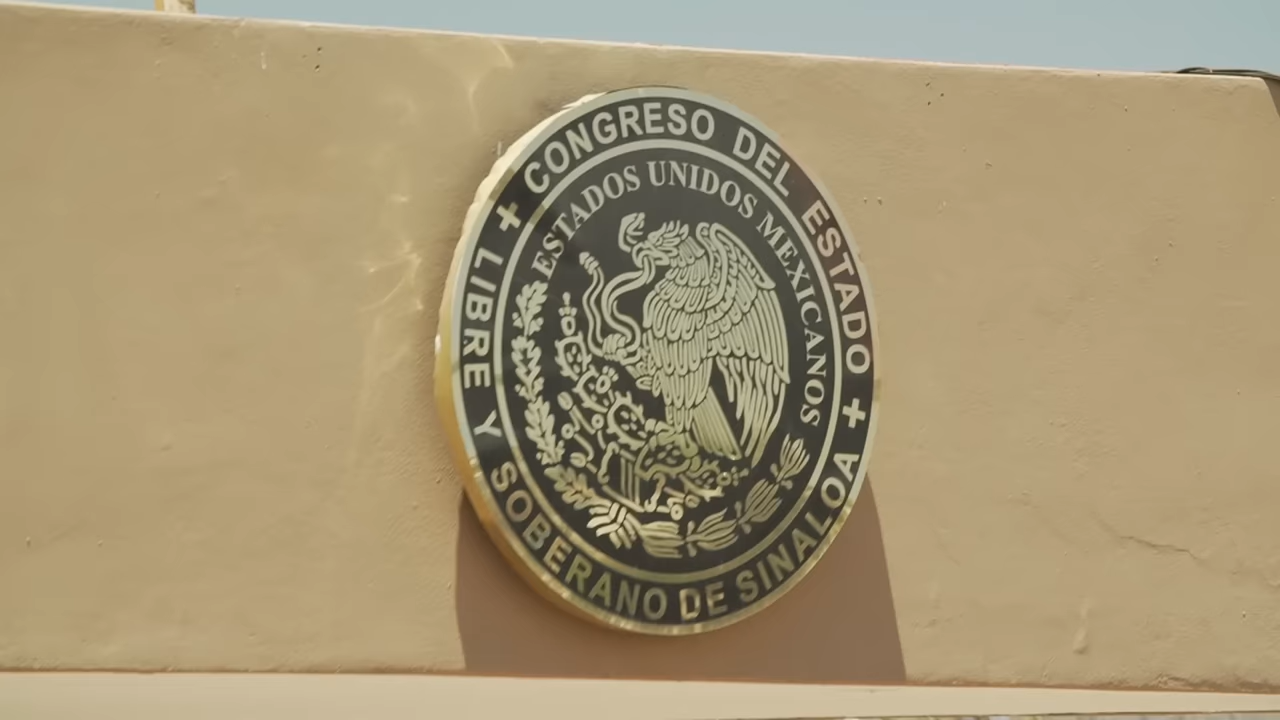 CONGRESO DEL ESTADO
LIBRE Y SOBERANO DE SINALOA
ESTADOS UNIDOS MEXICANOS